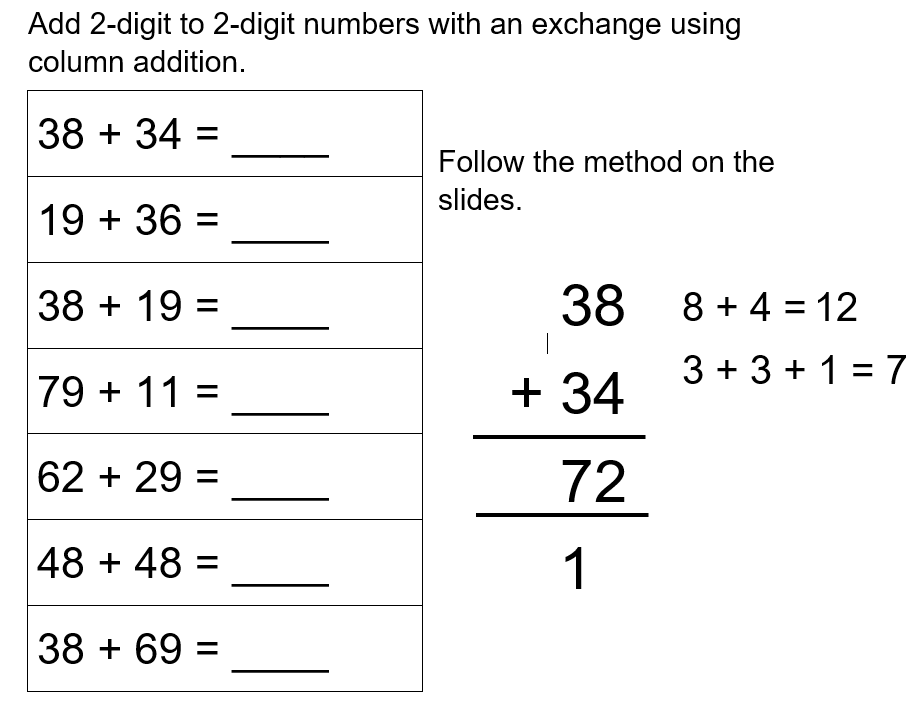 Add 2-digit to 2-digit numbers with an exchange using
column addition.
38 + 34 = ____
19 + 36 = ____
38 + 19 = ____
79 + 11 = ____
62 + 29 = ____
48 + 48 = ____
38 + 69 = ____
Follow the method on the
slides.
38
+ 34
72
1
8 + 4 = 12
3 + 3 + 1 = 7